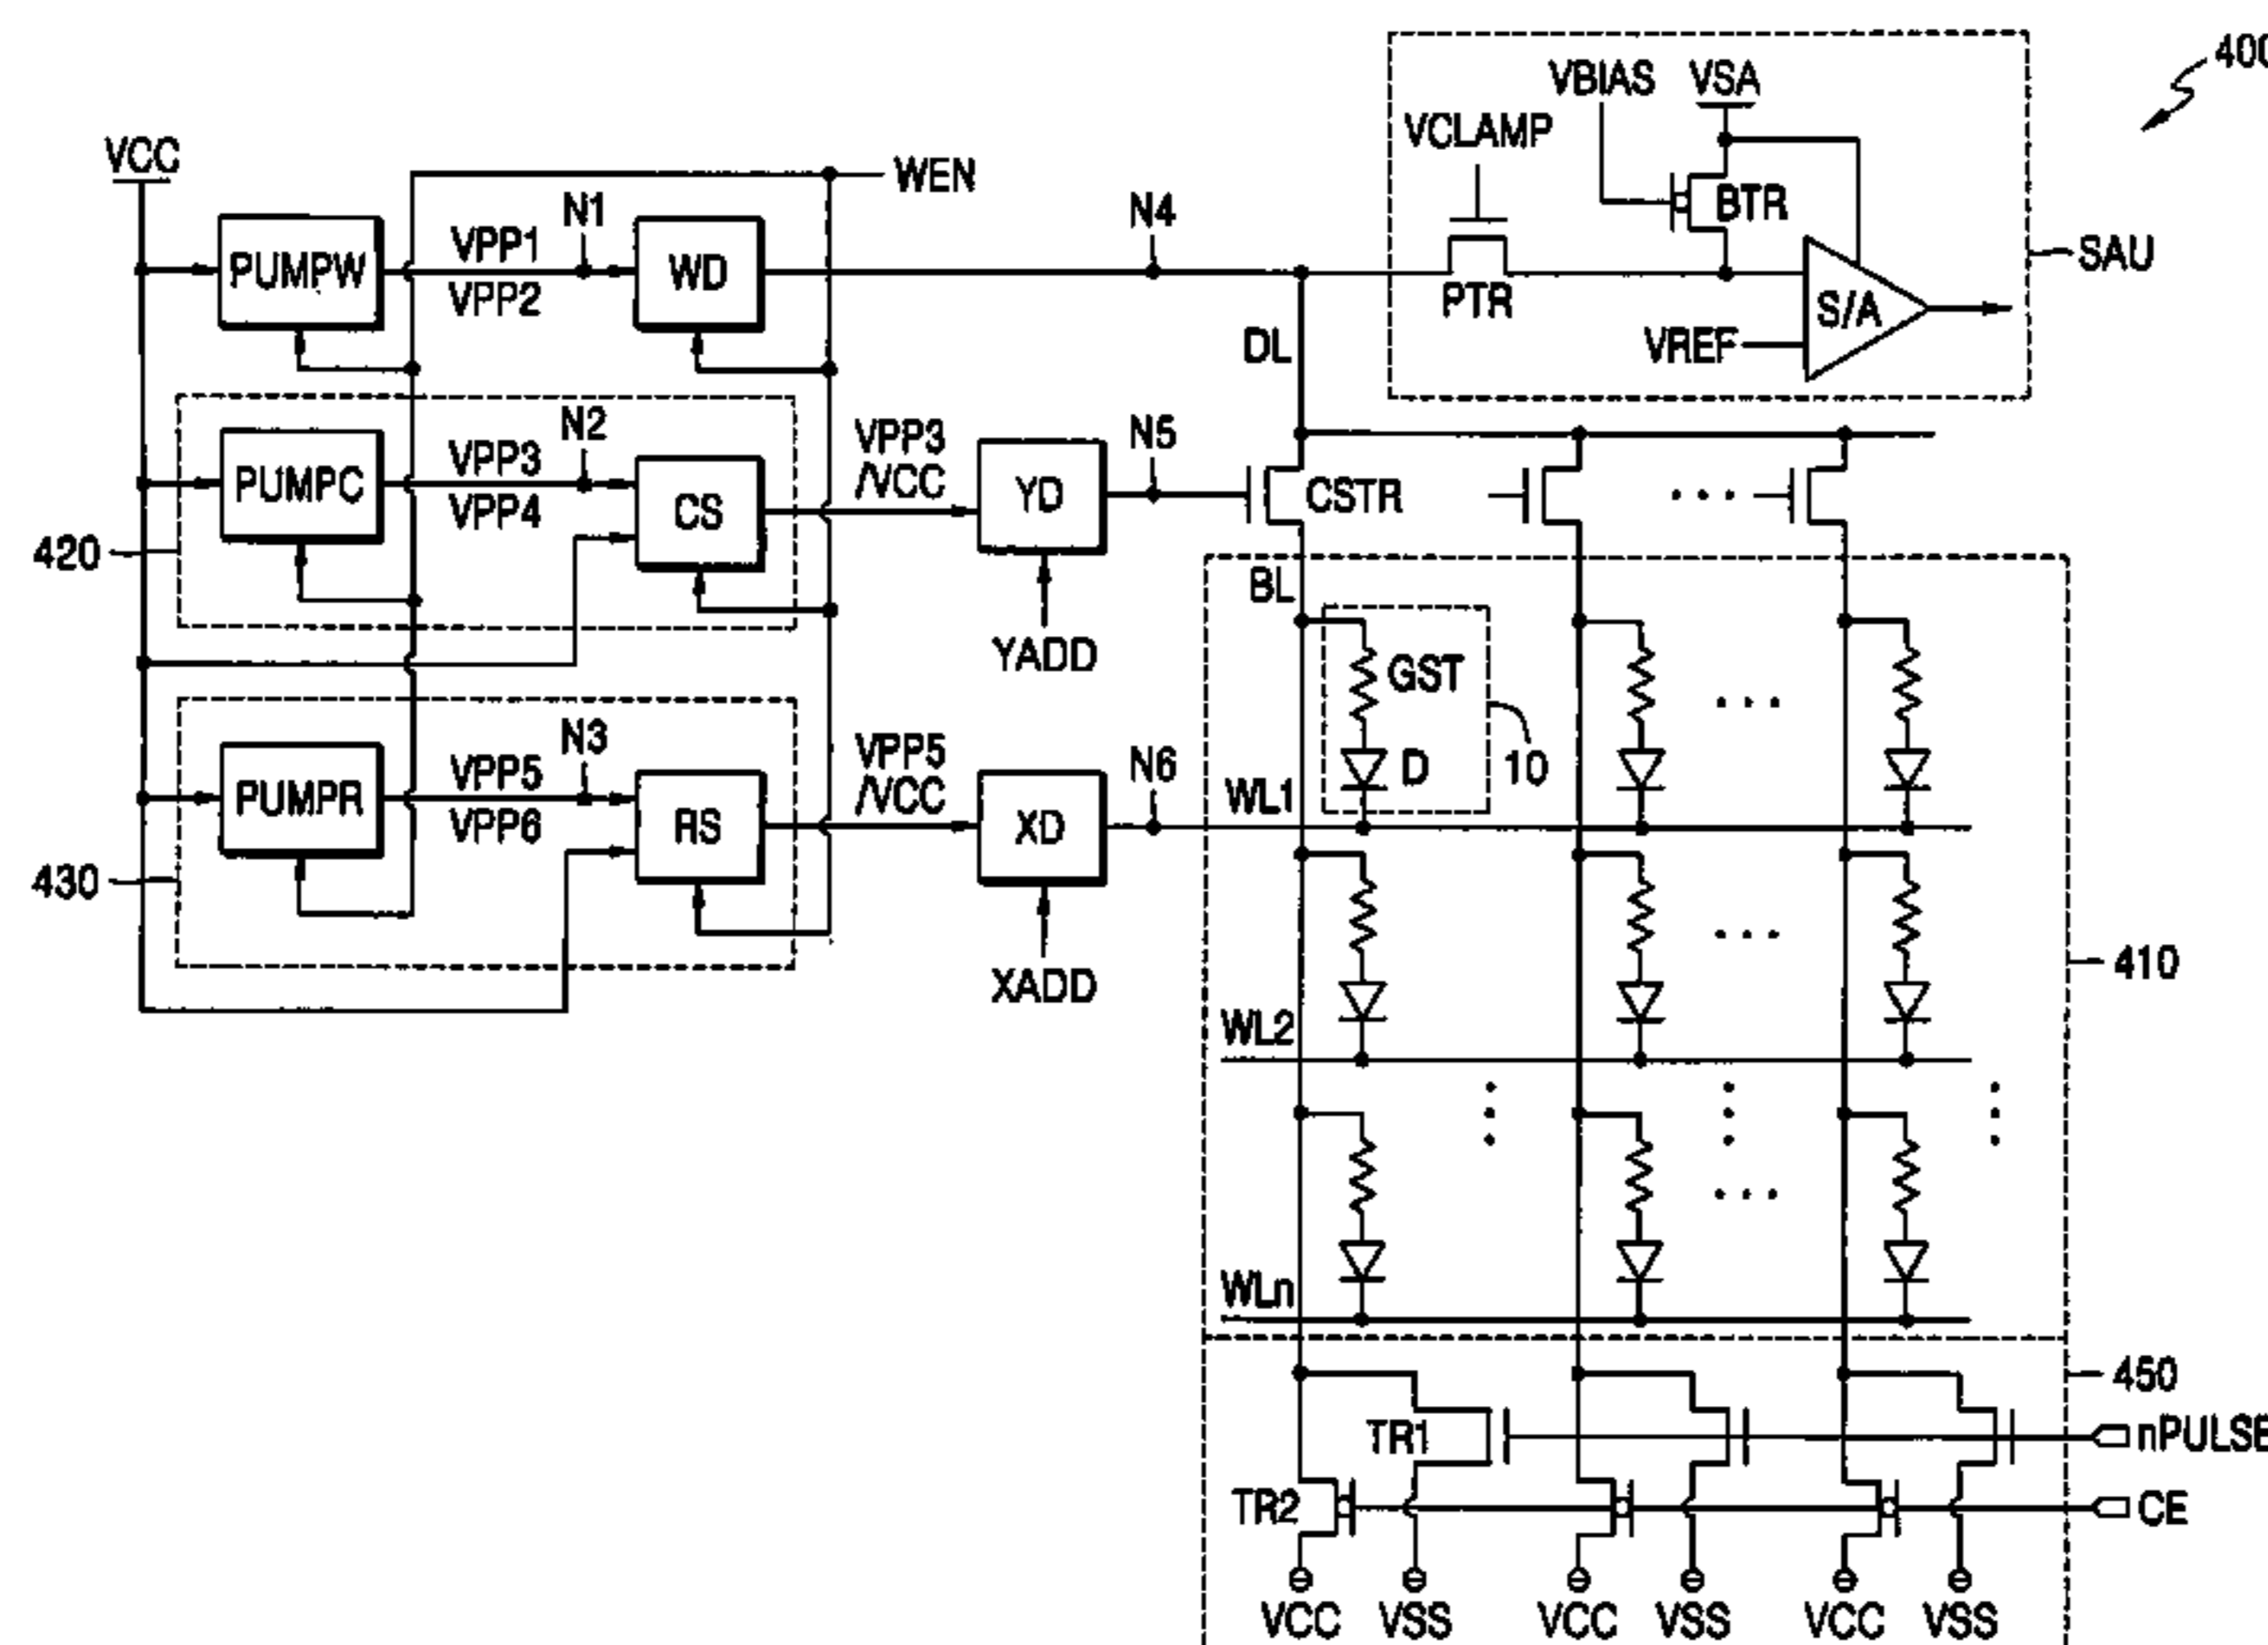 400
VBIAS VSA
VCLAMP
VCC
WEN
BTR
N1
N4
PUMPW
VPP1
VPP2
WD
SAU
PTR
S/A
DL
VREF
N2
PUMPC
VPP3
VPP4
CS
VPP3
/VCC
YD
N5
CSTR
420
BL
YADD
GST
N3
PUMPR
VPP5
VPP6
RS
VPP5
/VCC
XD
N6
WL1
D
10
430
XADD
410
WL2
WLn
450
TR1
nPULSE
TR2
CE
VCC VSS VCC VSS VCC VSS